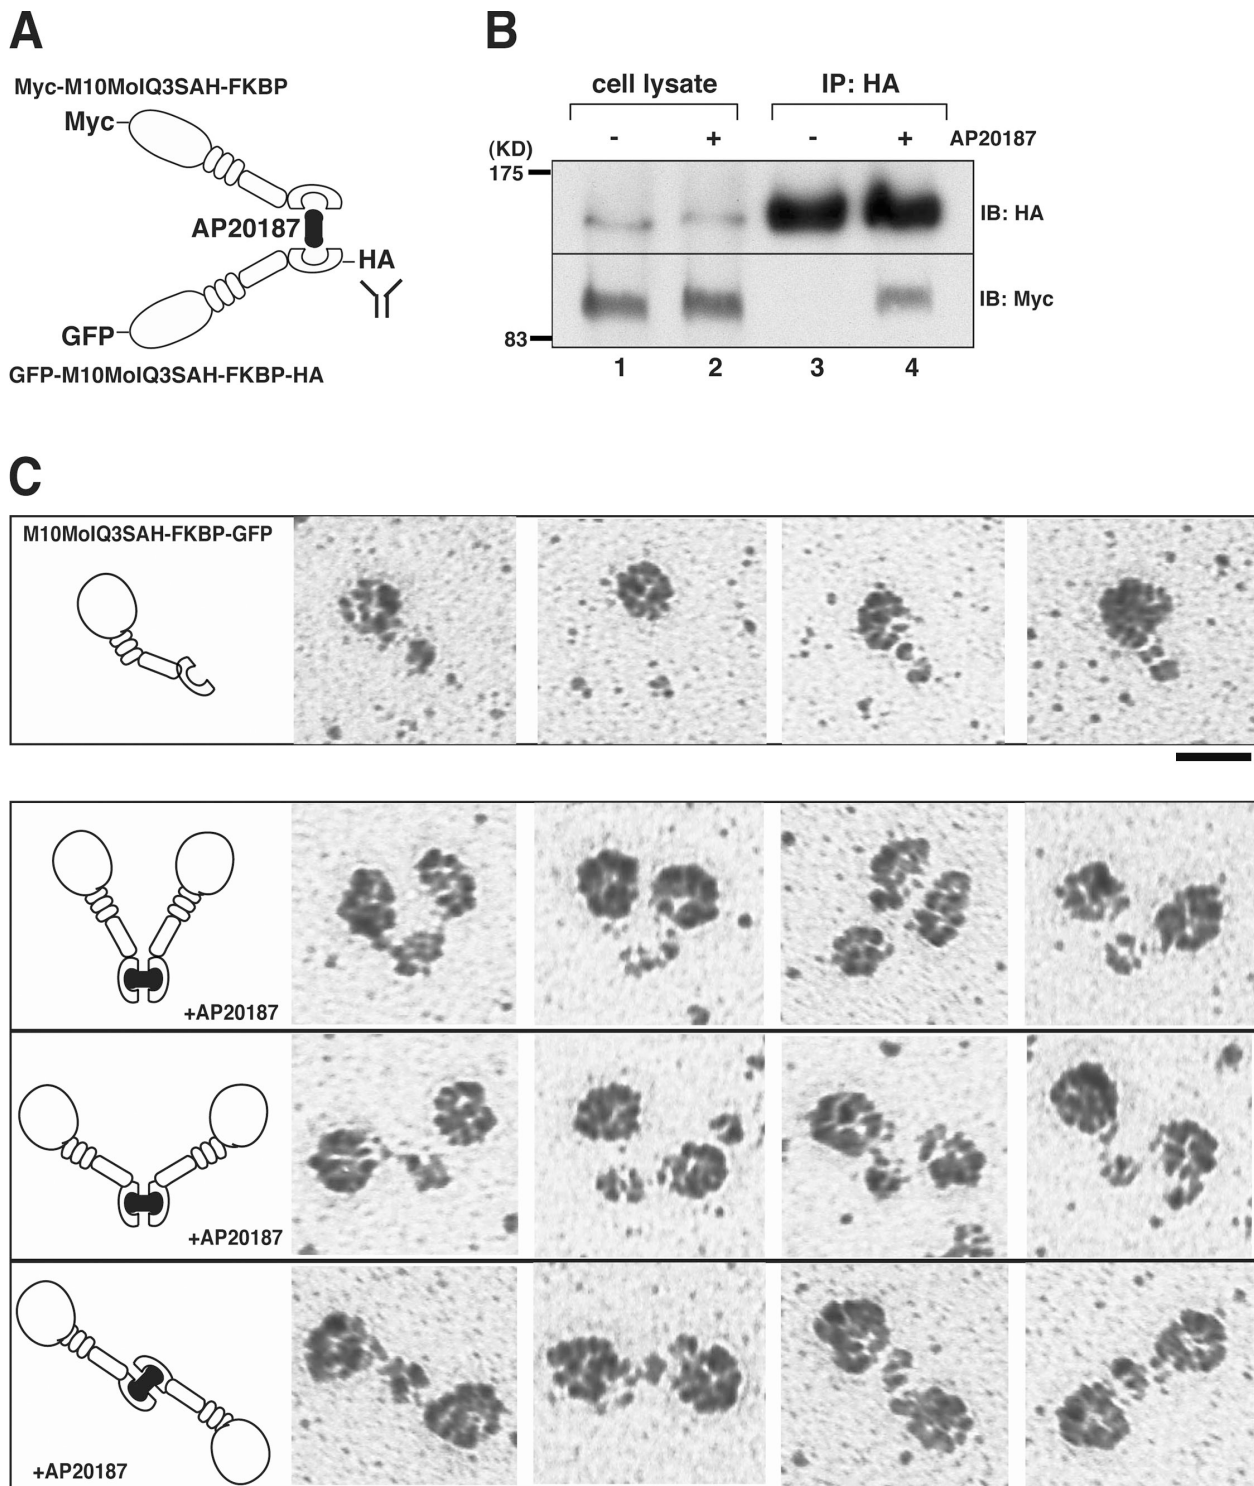 A
Myc-M10MoIQ3SAH-FKBP
Myc
AP20187
HA
GFP
GFP-M10MoIQ3SAH-FKBP-HA
B
cell lysate IP: HA
- + - + AP20187
(KD)
175
IB: HA
IB: Myc
83
1 2 3 4
C
M10MoIQ3SAH-FKBP-GFP
+AP20187
+AP20187
+AP20187